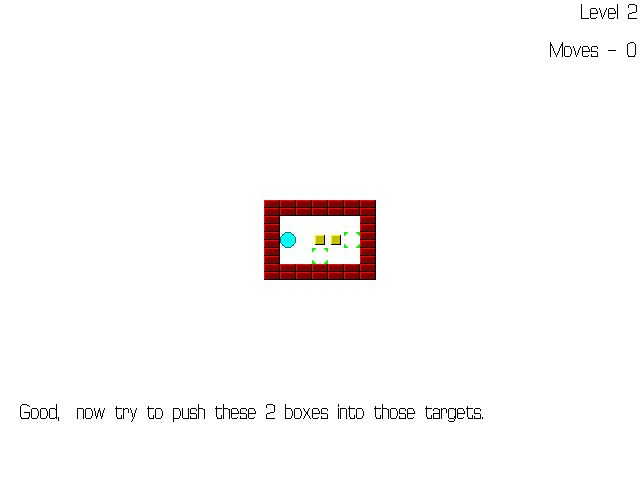 Level 2
Moves - 0
Good, now try to push these 2 boxes into those targets.